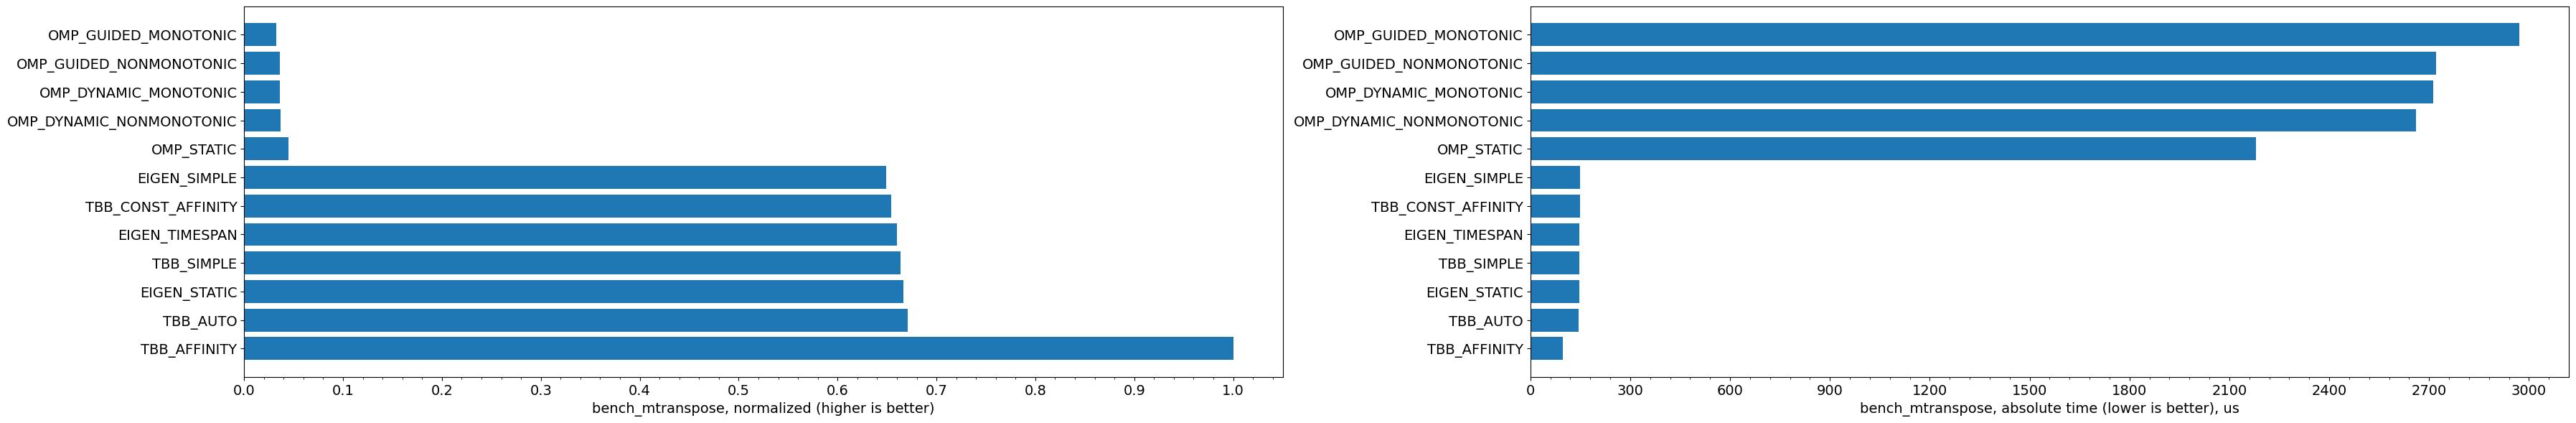 OMP_GUIDED_MONOTONIC
OMP_GUIDED_NONMONOTONIC
OMP_DYNAMIC_MONOTONIC
OMP_DYNAMIC_NONMONOTONIC
OMP_STATIC
EIGEN_SIMPLE
TBB_CONST_AFFINITY
EIGEN_TIMESPAN
TBB_SIMPLE
EIGEN_STATIC
TBB_AUTO
TBB_AFFINITY
0.0 0.1 0.2 0.3 0.4 0.5 0.6 0.7 0.8 0.9 1.0
bench_mtranspose, normalized (higher is better)
OMP_GUIDED_MONOTONIC
OMP_GUIDED_NONMONOTONIC
OMP_DYNAMIC_MONOTONIC
OMP_DYNAMIC_NONMONOTONIC
OMP_STATIC
EIGEN_SIMPLE
TBB_CONST_AFFINITY
EIGEN_TIMESPAN
TBB_SIMPLE
EIGEN_STATIC
TBB_AUTO
TBB_AFFINITY
0 300 600 900 1200 1500 1800 2100 2400 2700 3000
bench_mtranspose, absolute time (lower is better), us